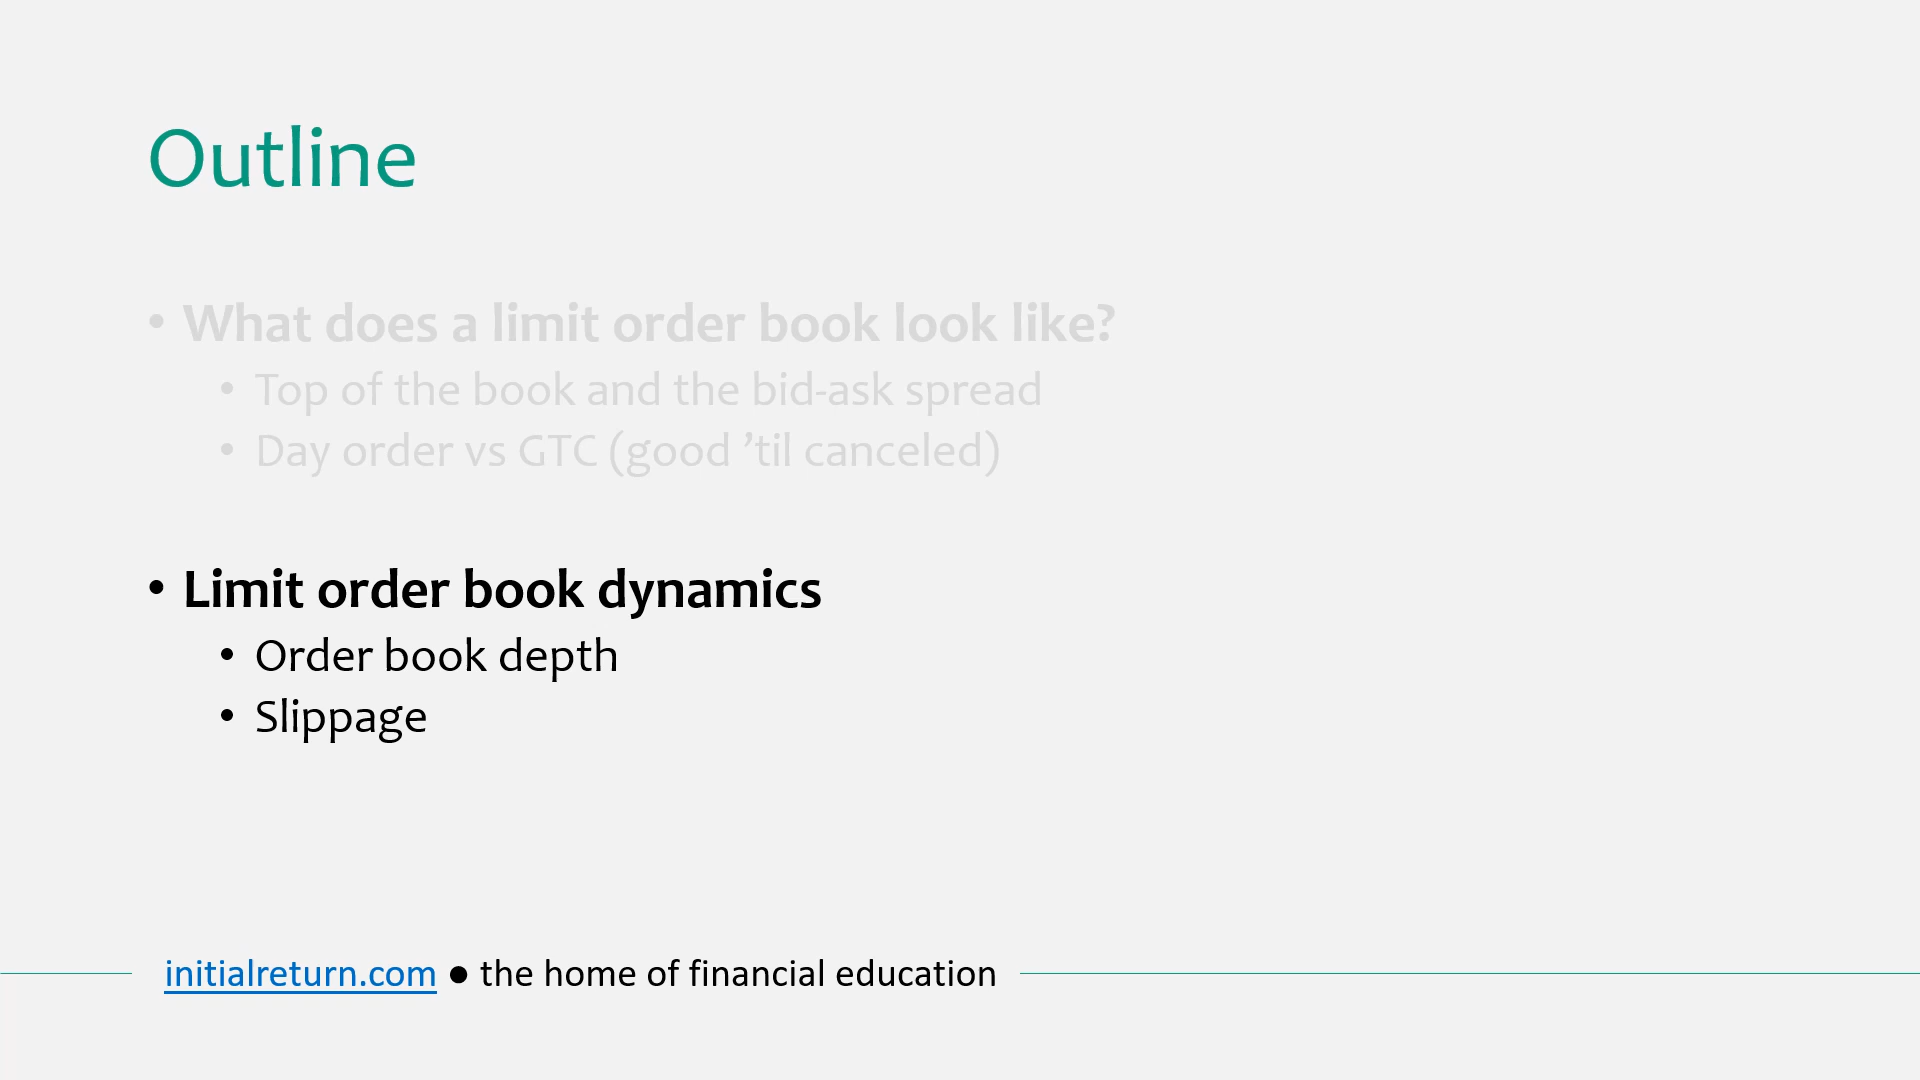 Outline
• What does a limit order book look like?
• Top of the book and the bid-ask spread
• Day order vs GTC (good ’til canceled)
• Limit order book dynamics
• Order book depth
• Slippage
initialreturn.com ● the home of financial education